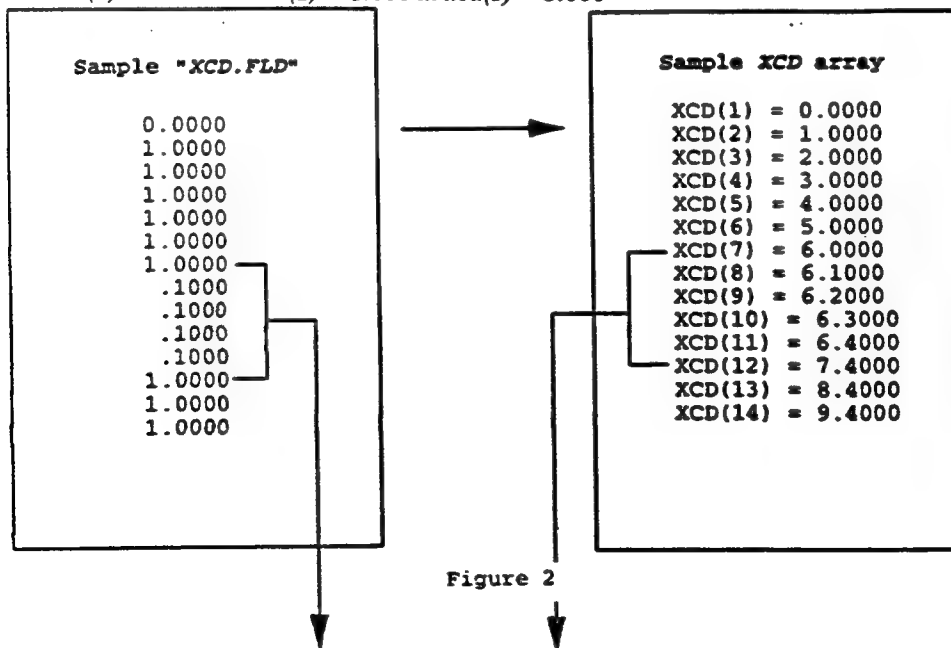 Sample "XCD.FLD"
0.0000
1.0000
1.0000
1.0000
1.0000
1.0000
1.0000
.1000
.1000
.1000
.1000
1.0000
1.0000
1.0000
Sample XCD array
XCD(1) = 0.0000
XCD(2) = 1.0000
XCD(3) = 2.0000
XCD(4) = 3.0000
XCD(5) = 4.0000
XCD(6) = 5.0000
XCD(7) = 6.0000
XCD(8) = 6.1000
XCD(9) = 6.2000
XCD(10) = 6.3000
XCD(11) = 6.4000
XCD(12) = 7.4000
XCD(13) = 8.4000
XCD(14) = 9.4000
Figure 2